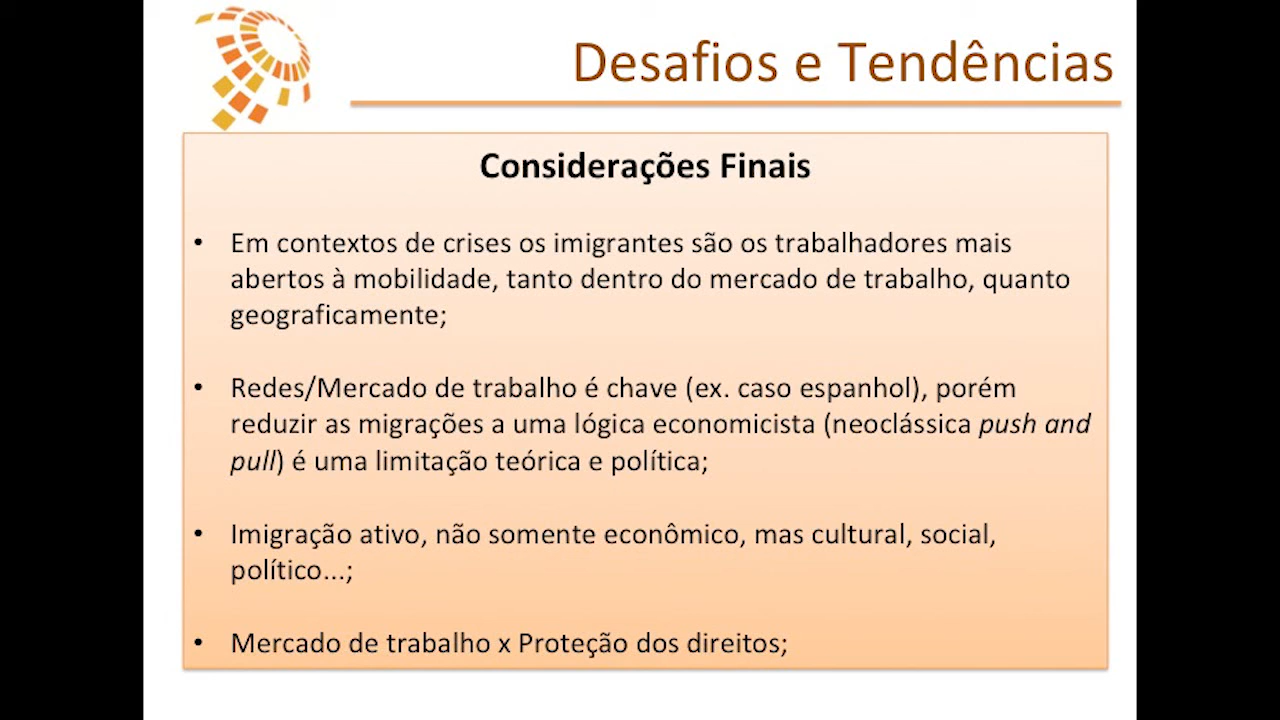 Desafios e Tendências
Considerações Finais
• Em contextos de crises os imigrantes são os trabalhadores mais
abertos à mobilidade, tanto dentro do mercado de trabalho, quanto
geograficamente;
• Redes/Mercado de trabalho é chave (ex. caso espanhol), porém
reduzir as migrações a uma lógica economicista (neoclássica push and
pull) é uma limitação teórica e política;
• Imigração ativo, não somente econômico, mas cultural, social,
político...;
• Mercado de trabalho x Proteção dos direitos;